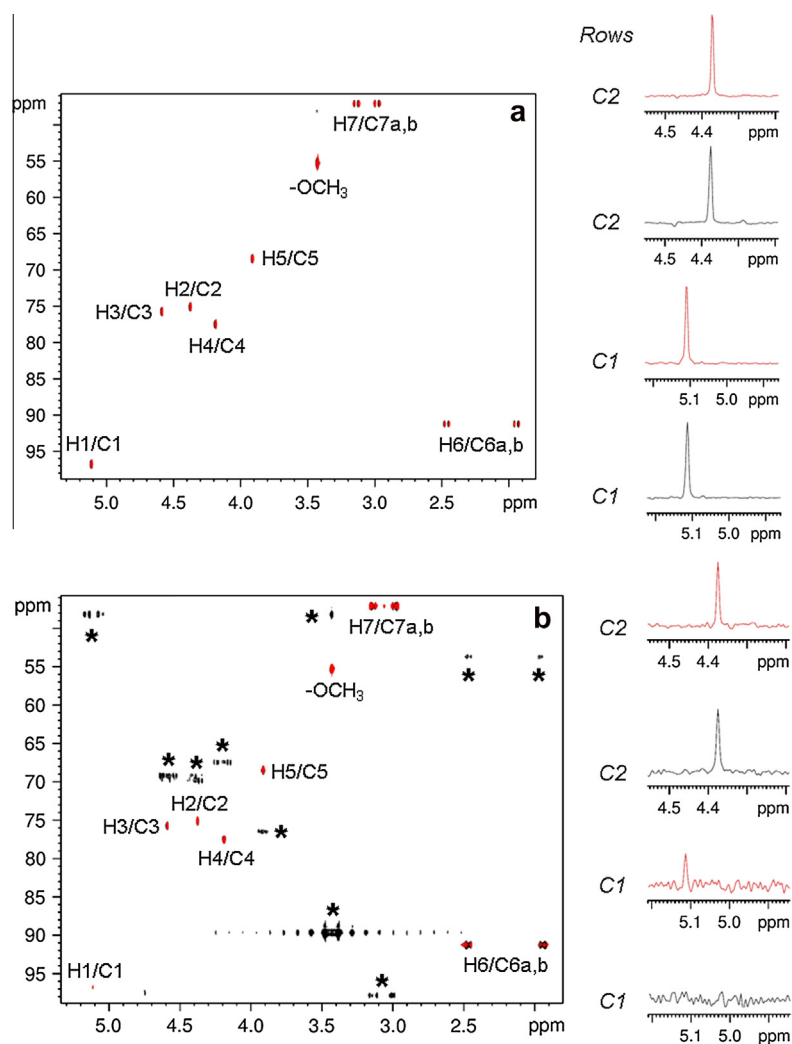 a
ppm
H7/C7a,b
-OCH3
H5/C5
H2/C2
H3/C3
H4/C4
H6/C6a,b
H1/C1
55
60
65
70
75
80
85
90
95
5.0 4.5 4.0 3.5 3.0 2.5 ppm
b
ppm
H7/C7a,b
*
*
-OCH3
* *
*
* *
H5/C5
H2/C2
H3/C3
*
H4/C4
*
H6/C6a,b
H1/C1
*
55
60
65
70
75
80
85
90
95
5.0 4.5 4.0 3.5 3.0 2.5 ppm
Rows
C2
4.5 4.4 ppm
C2
4.5 4.4 ppm
C1
5.1 5.0 ppm
C1
5.1 5.0 ppm
C2
4.5 4.4 ppm
C2
4.5 4.4 ppm
C1
5.1 5.0 ppm
C1
5.1 5.0 ppm